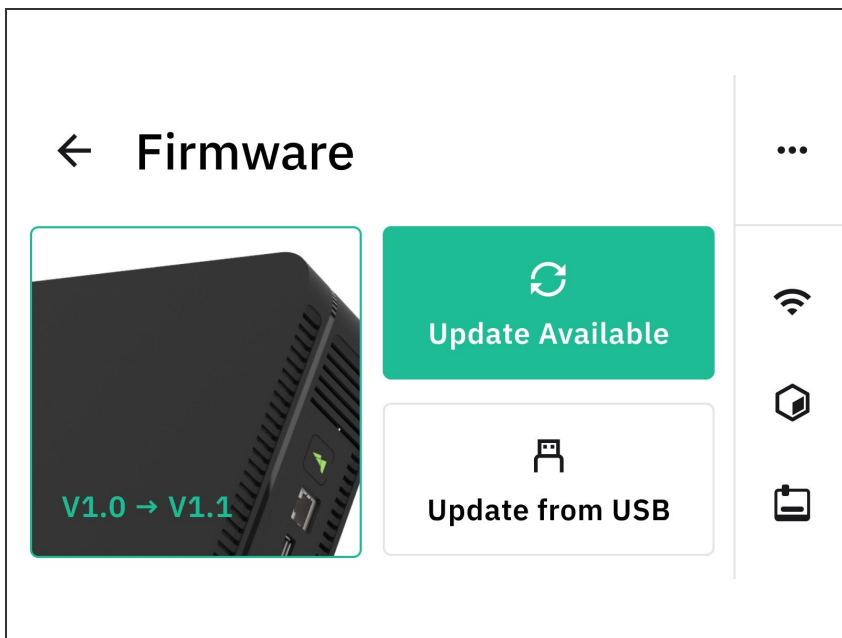 Firmware
Update Available
V1.0 → V1.1
Update from USB